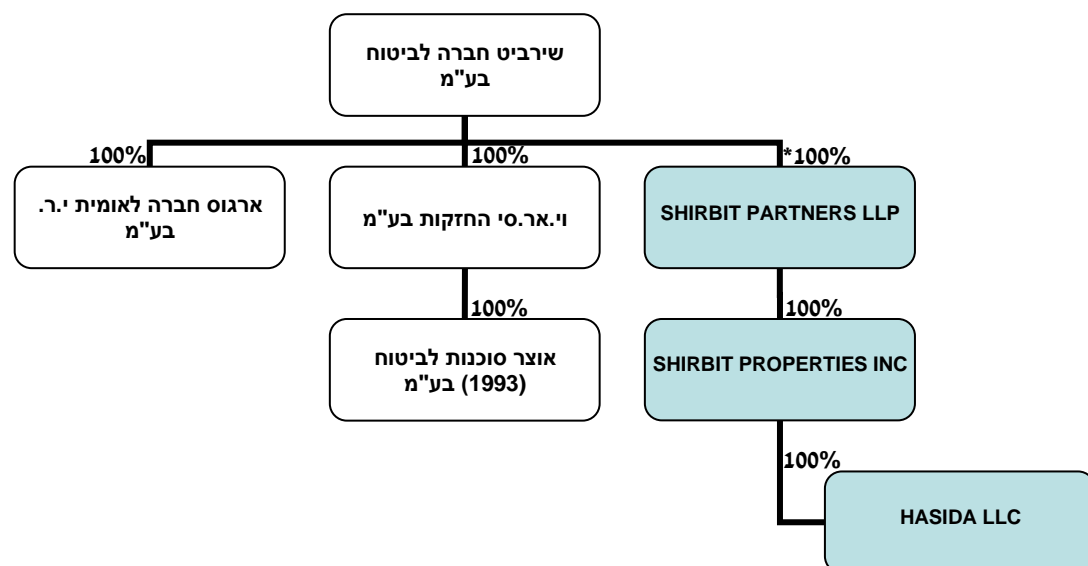 שירביט חברה לביטוח
בע"מ
100%
100%
*100%
ארגוס חברה לאומית י.ר.
בע"מ
וי.אר.סי החזקות בע"מ
SHIRBIT PARTNERS LLP
100%
100%
אוצר סוכנות לביטוח
(1993) בע"מ
SHIRBIT PROPERTIES INC
100%
HASIDA LLC